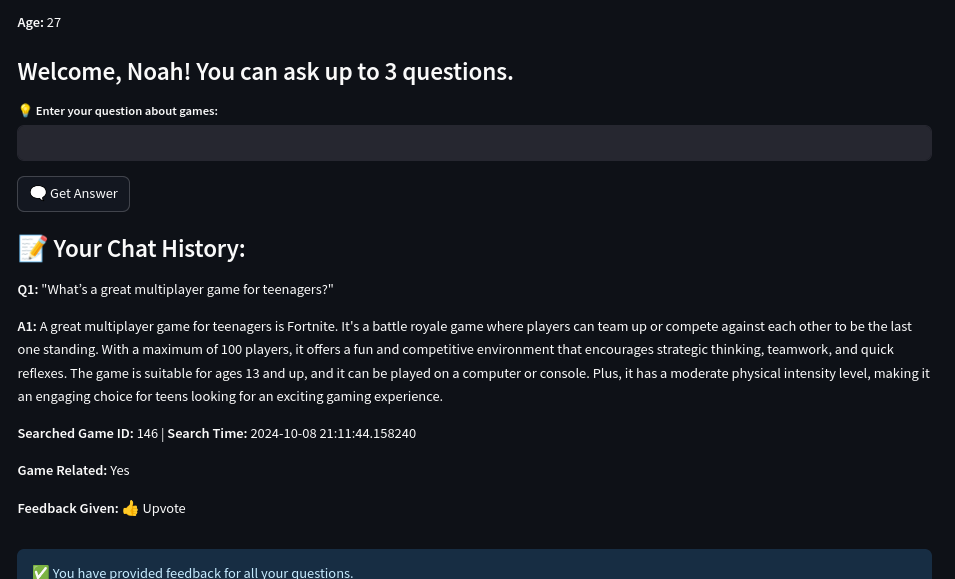 Age: 27
Welcome, Noah! You can ask up to 3 questions.
💡 Enter your question about games:
💬 Get Answer
📝 Your Chat History:
Q1: "What's a great multiplayer game for teenagers?"
A1: A great multiplayer game for teenagers is Fortnite. It's a battle royale game where players can team up or compete against each other to be the last
one standing. With a maximum of 100 players, it offers a fun and competitive environment that encourages strategic thinking, teamwork, and quick
reflexes. The game is suitable for ages 13 and up, and it can be played on a computer or console. Plus, it has a moderate physical intensity level, making it
an engaging choice for teens looking for an exciting gaming experience.
Searched Game ID: 146 | Search Time: 2024-10-08 21:11:44.158240
Game Related: Yes
Feedback Given: 👍 Upvote
✅ You have provided feedback for all your questions.